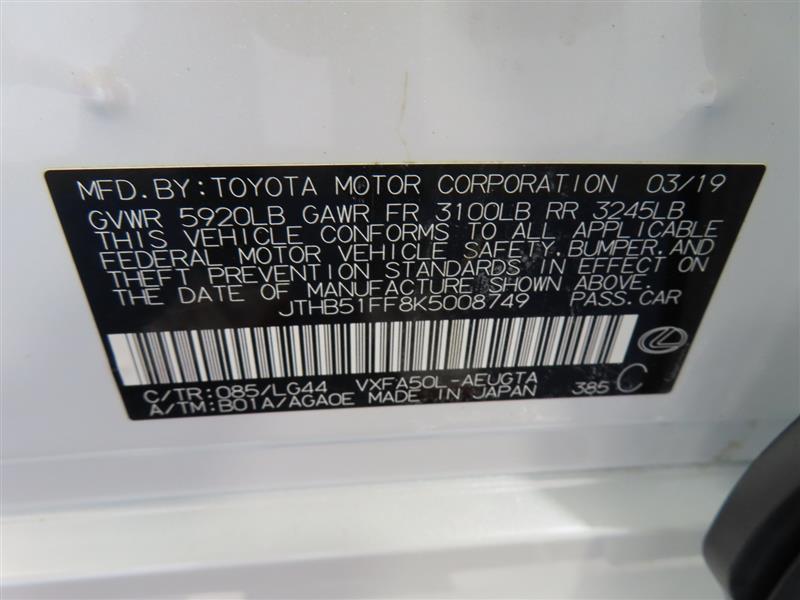 MFD.BY:TOYOTA MOTOR CORPORATION 03/19
GVWR 5920LB GAWR FR 3100LB RR 3245LB
THIS VEHICLE CONFORMS TO ALL APPLICABLE
FEDERAL MOTOR VEHICLE SAFETY,BUMPER,AND
THEFT PREVENTION STANDARDS IN EFFECT ON
THE DATE OF MANUFACTURE SHOWN ABOVE.
JTHB51FF8K5008749 PASS.CAR
C/TR:085/LG44 VXFA50L-AEUGTA
A/TM:B01A/AGA0E MADE IN JAPAN 385 C